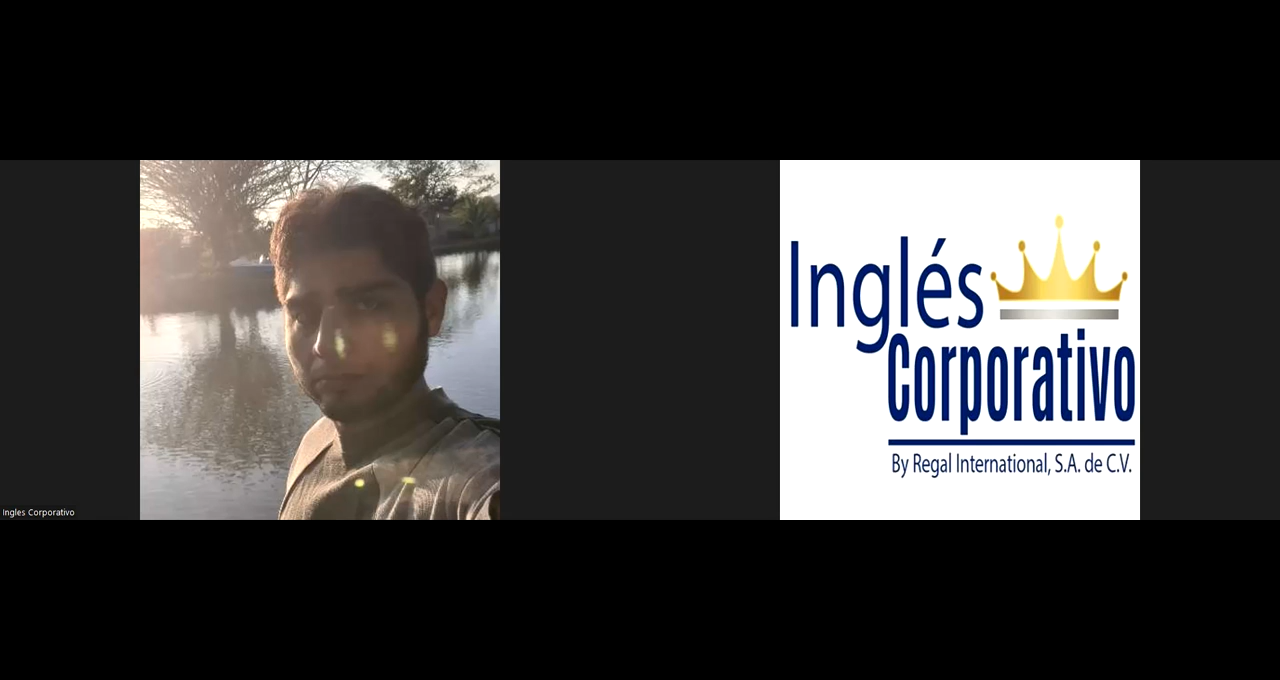 Inglés
Corporativo
By Regal International, S.A. de C.V.
Ingles Corporativo